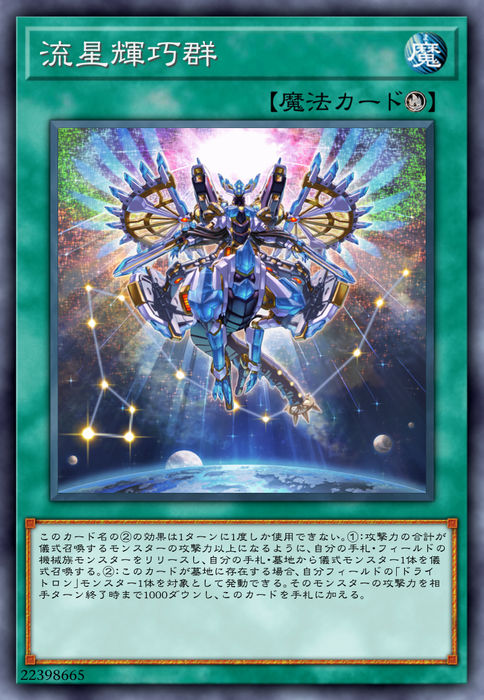 流星輝巧群
魔
【魔法カード】
このカード名の②の効果は1ターンに1度しか使用できない。①:攻撃力の合計が
儀式召喚するモンスターの攻撃力以上になるように、自分の手札・フィールドの
機械族モンスターをリリースし、自分の手札・墓地から儀式モンスター1体を儀
式召喚する。②:このカードが墓地に存在する場合、自分フィールドの「ドライ
トロン」モンスター1体を対象として発動できる。そのモンスターの攻撃力を相
手ターン終了時まで1000ダウンし、このカードを手札に加える。
22398665